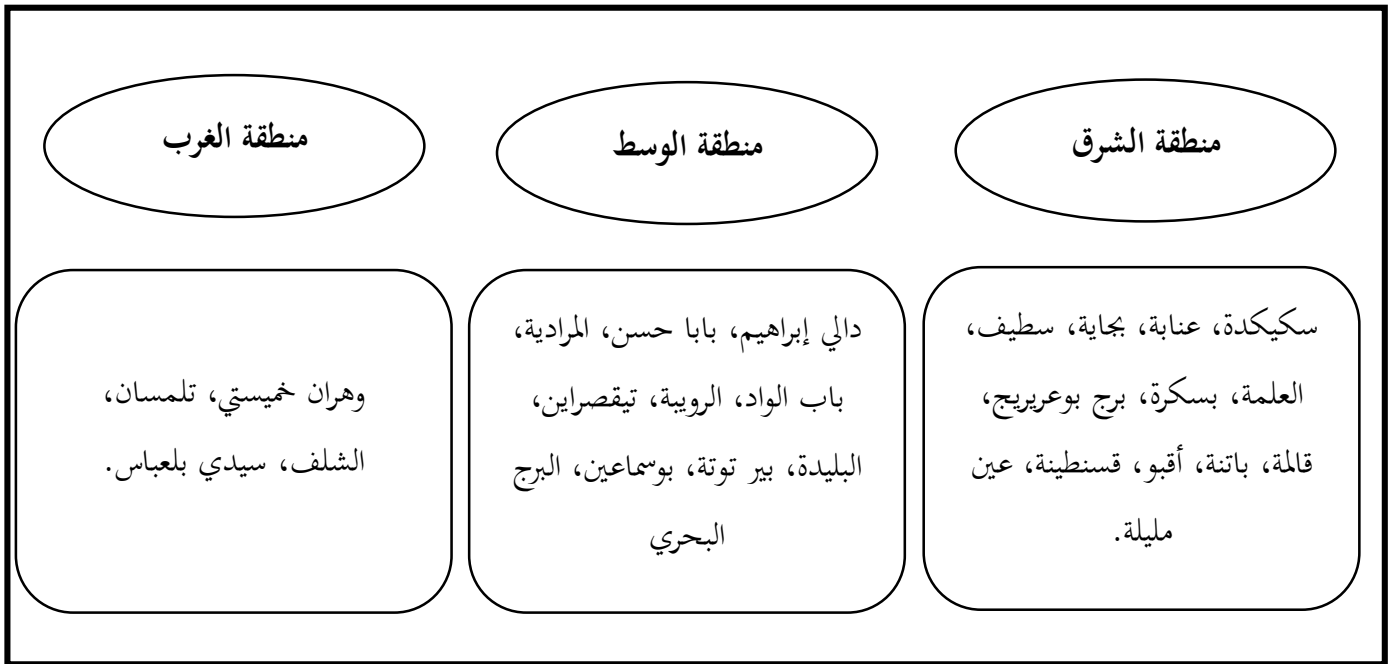 منطقة الشرق
منطقة الوسط
منطقة الغرب
سكيكدة، عنابة، بجاية، سطيف،
العلمة، بسكرة، برج بوعريريج،
قالمة، باتنة، أقبو، قسنطينة، عين
مليلة.
دالي إبراهيم، بابا حسن، المرادية،
باب الواد، الرويبة، تيقصراين،
البليدة، بير توتة، بوسماعين، البرج
البحري
وهران خميستي، تلمسان،
الشلف، سيدي بلعباس.